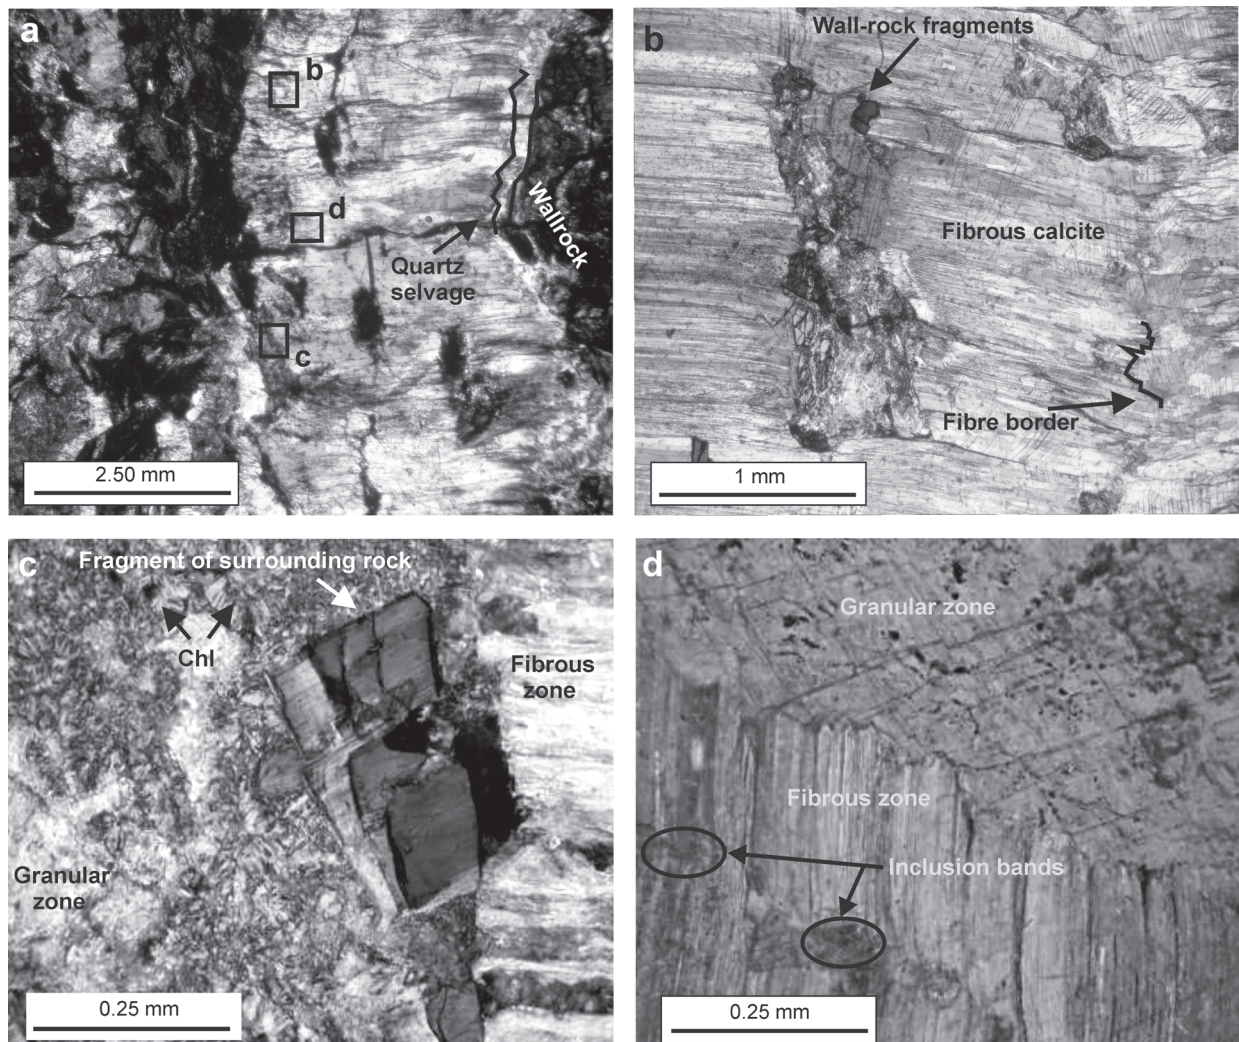 a
b
d
Quartz
selvage
Wallrock
c
2.50 mm
b
Wall-rock fragments
Fibrous calcite
Fibre border
1 mm
c
Fragment of surrounding rock
Chl
Fibrous
zone
Granular
zone
0.25 mm
d
Granular zone
Fibrous zone
Inclusion bands
0.25 mm